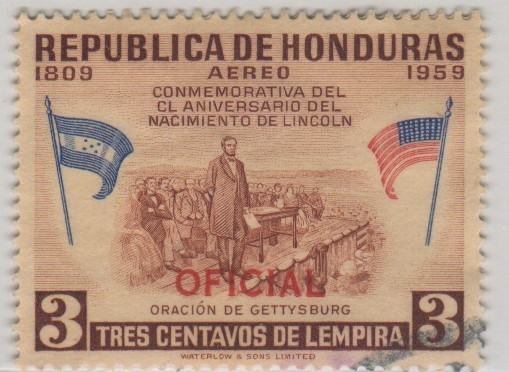 REPUBLICA DE HONDURAS
1809 AEREO 1959
CONMEMORATIVA DEL
CL ANIVERSARIO DEL
NACIMIENTO DE LINCOLN
OFICIAL
ORACIÓN DE GETTYSBURG
3 TRES CENTAVOS DE LEMPIRA 3
WATERLOW & SONS LIMITED